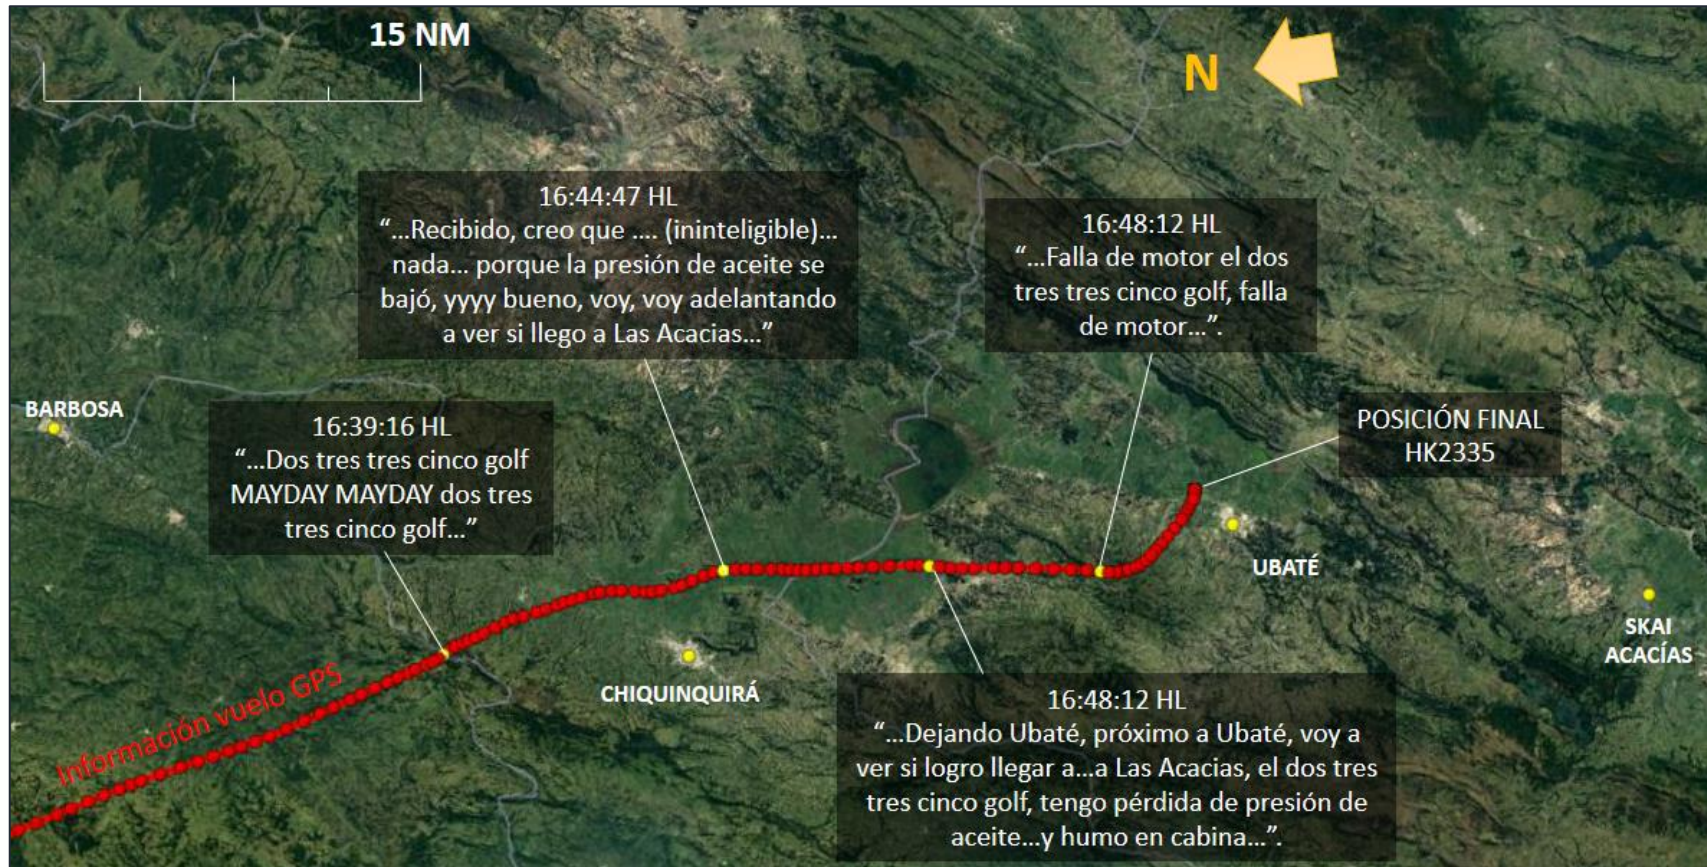 15 NM
N
16:44:47 HL
“...Recibido, creo que .... (ininteligible)...
nada... porque la presión de aceite se
bajó, yyyy bueno, voy, voy adelantando
a ver si llego a Las Acacias...”
16:48:12 HL
“...Falla de motor el dos
tres tres cinco golf, falla
de motor...”.
BARBOSA
16:39:16 HL
“...Dos tres tres cinco golf
MAYDAY MAYDAY dos tres
tres cinco golf...”
POSICIÓN FINAL
HK2335
UBATÉ
SKAI
ACACÍAS
CHIQUINQUIRÁ
Información vuelo GPS
16:48:12 HL
“...Dejando Ubaté, próximo a Ubaté, voy a
ver si logro llegar a...a Las Acacias, el dos tres
tres cinco golf, tengo pérdida de presión de
aceite...y humo en cabina...”.